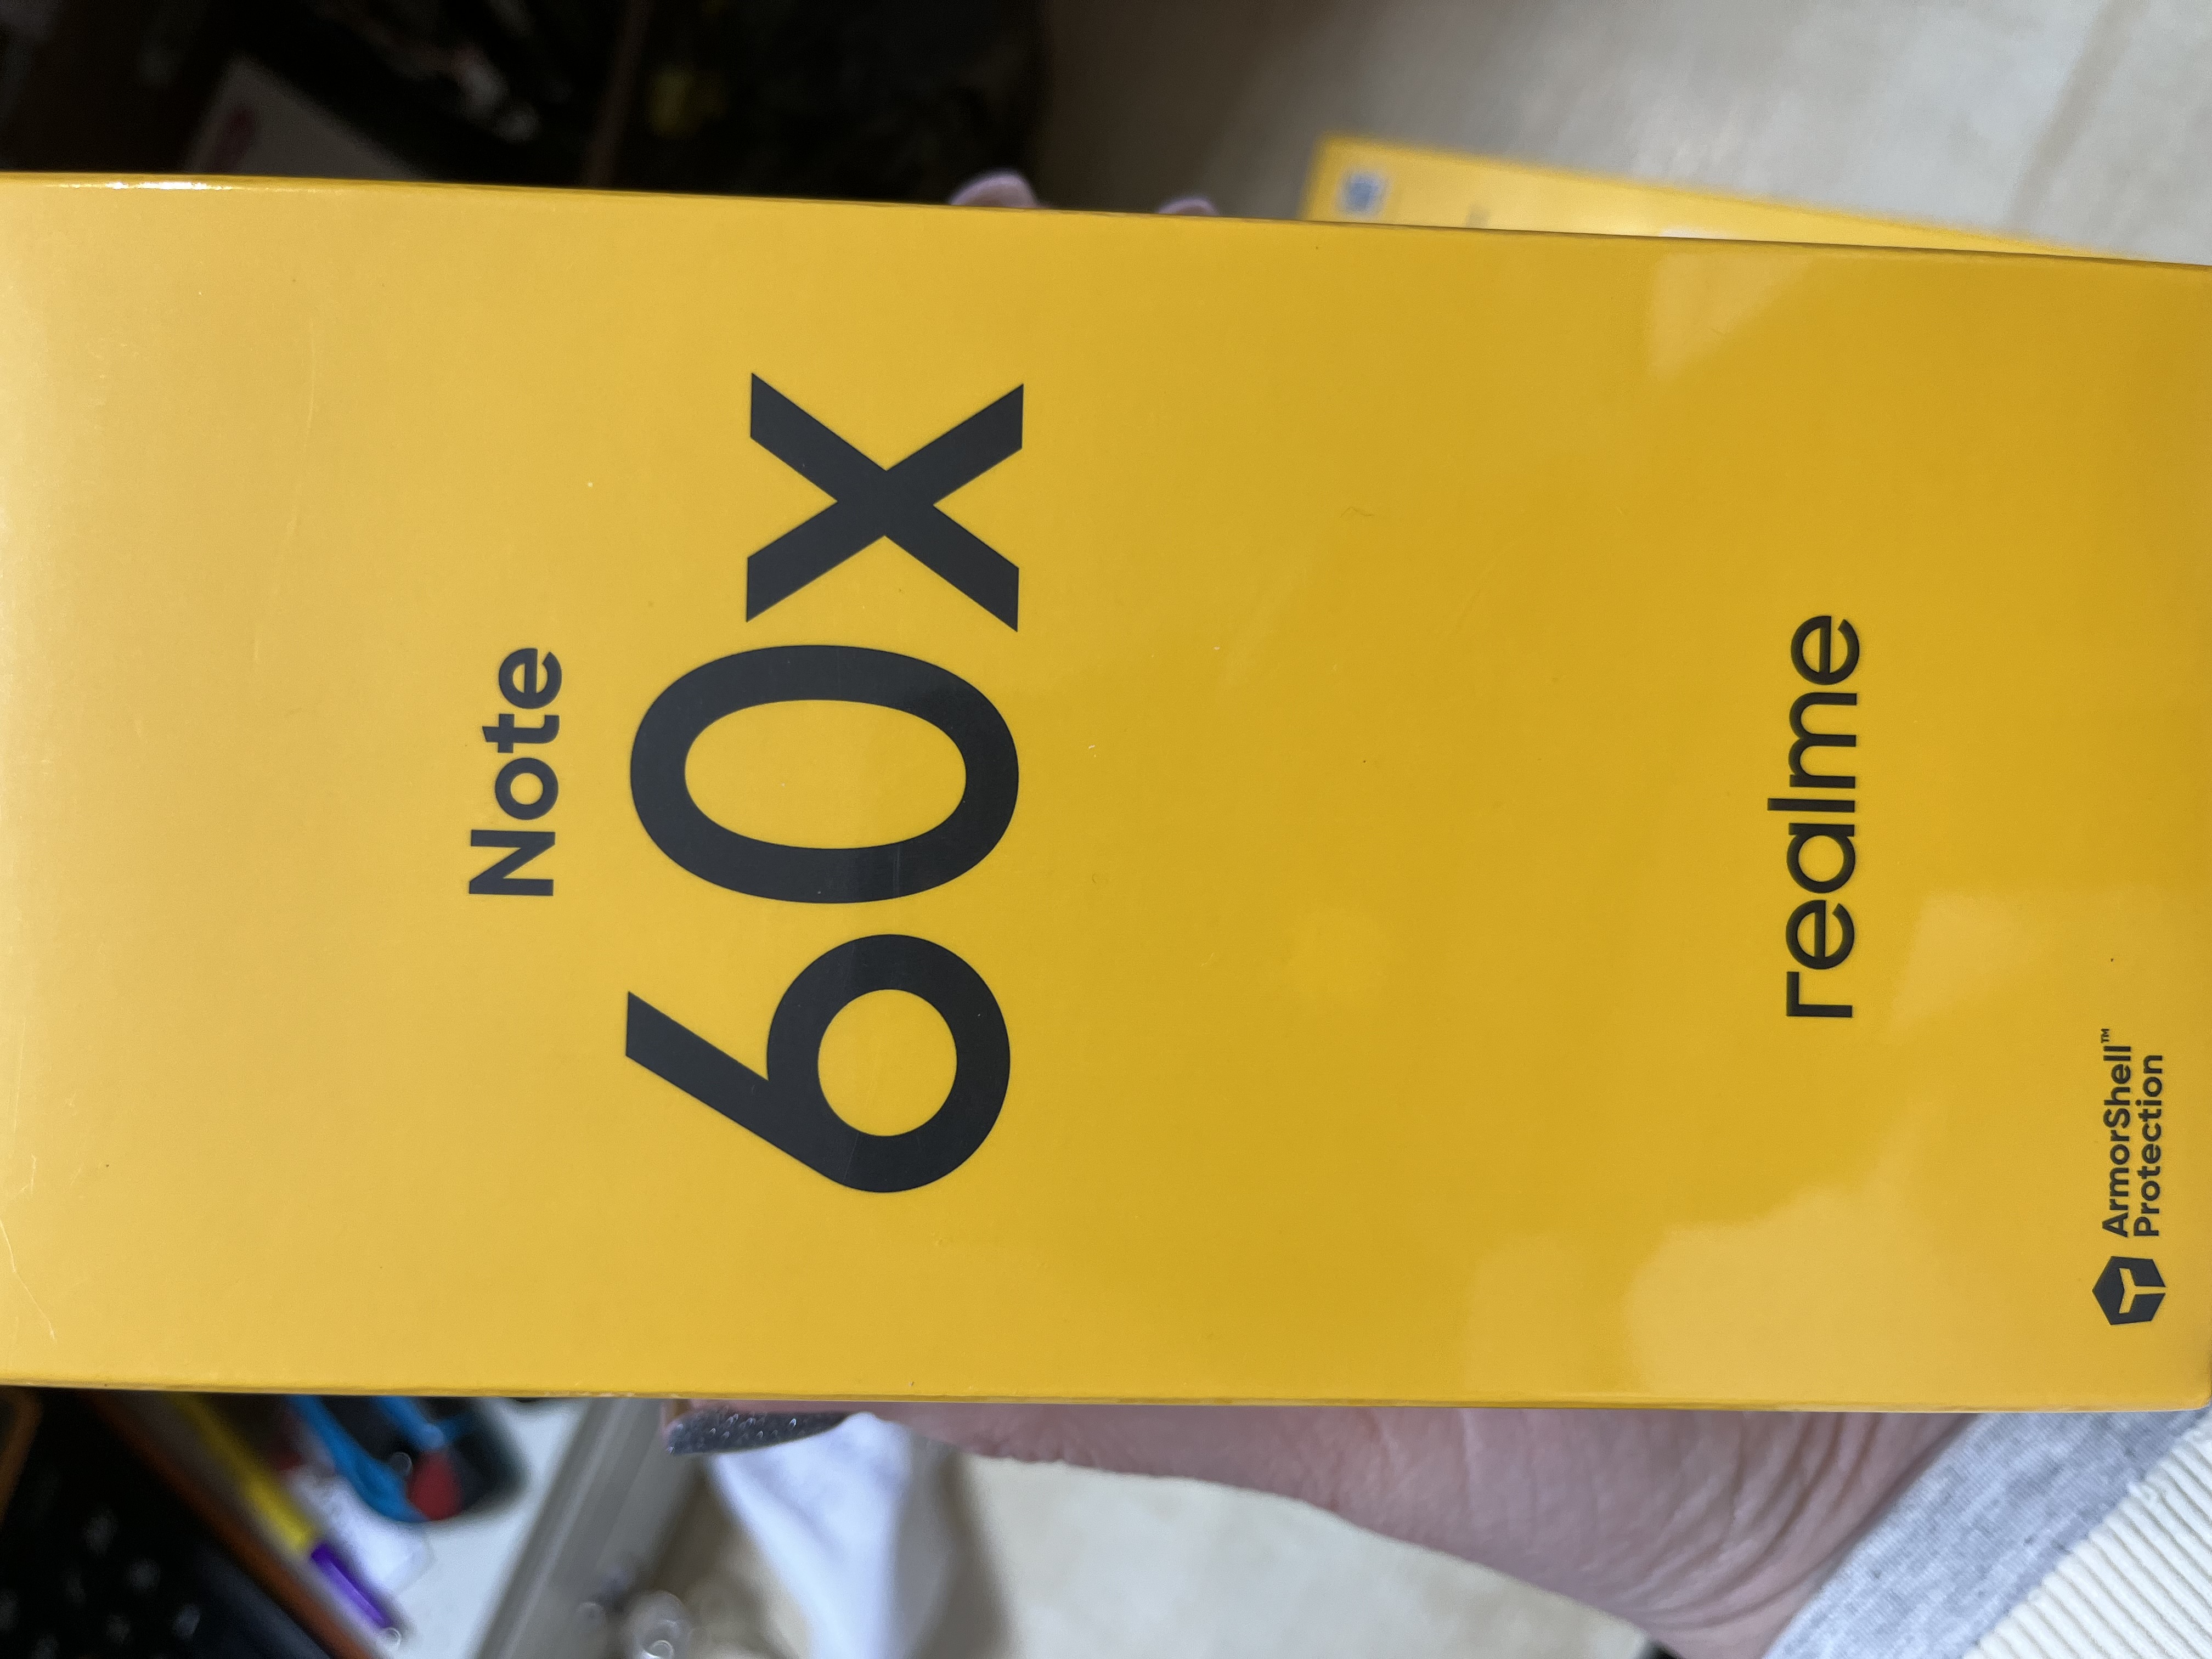 Note
60x
realme
ArmorShell™
Protection